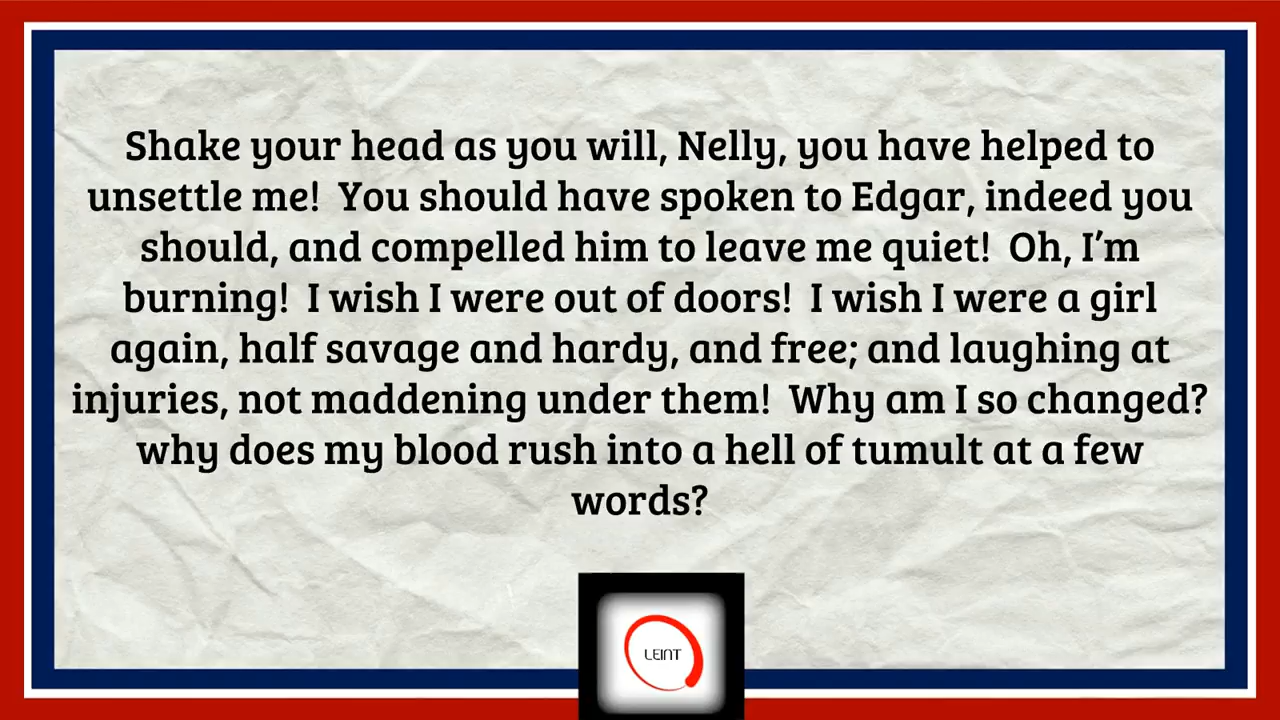 Shake your head as you will, Nelly, you have helped to
unsettle me!  You should have spoken to Edgar, indeed you
should, and compelled him to leave me quiet!  Oh, I’m
burning!  I wish I were out of doors!  I wish I were a girl
again, half savage and hardy, and free; and laughing at
injuries, not maddening under them!  Why am I so changed?
why does my blood rush into a hell of tumult at a few
words?
LEINT